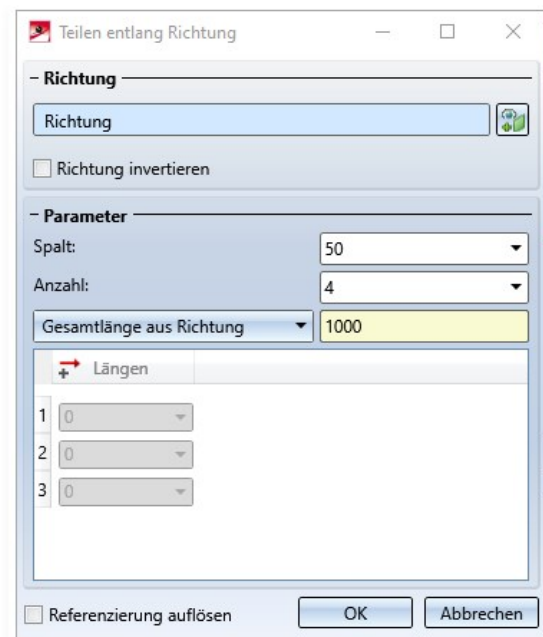 Teilen entlang Richtung
– Richtung
Richtung
Richtung invertieren
– Parameter
Spalt: 50
Anzahl: 4
Gesamtlänge aus Richtung 1000
Längen
1 0
2 0
3 0
Referenzierung auflösen OK Abbrechen